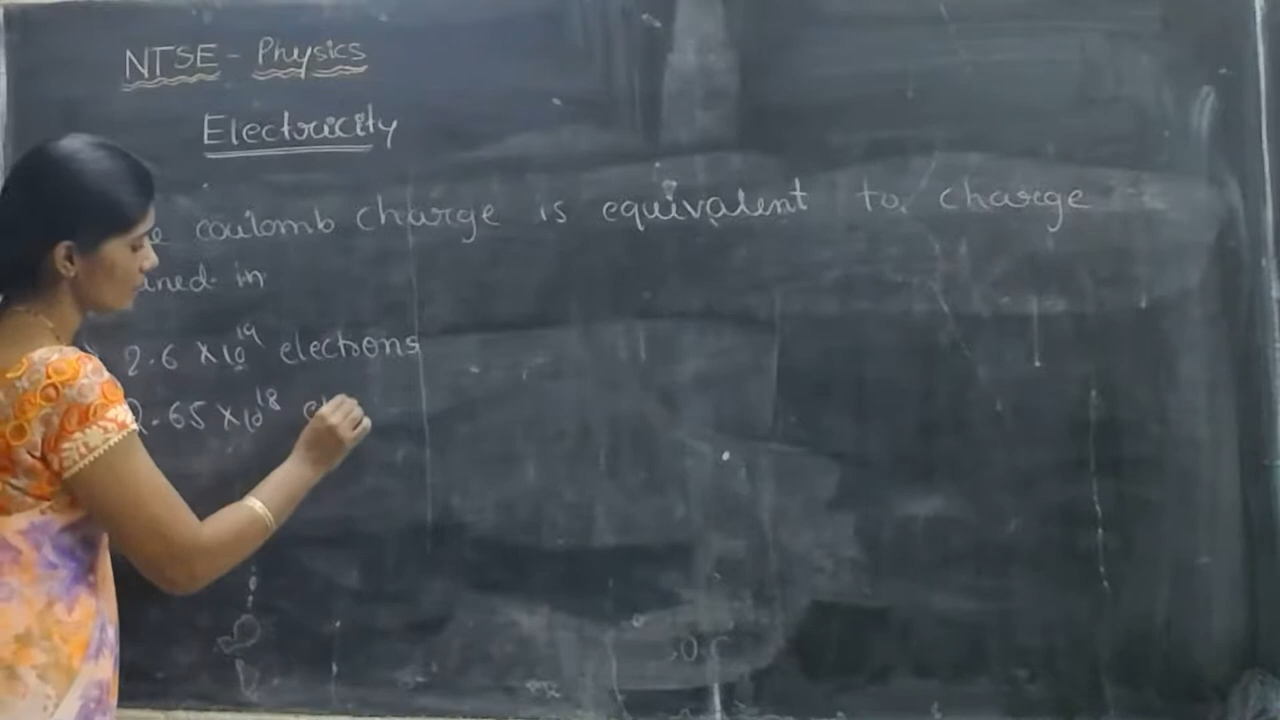 NTSE - Physics
Electricity
e coulomb charge is equivalent to charge
ined in
2.6 × 10^19 electrons
2.65 × 10^18